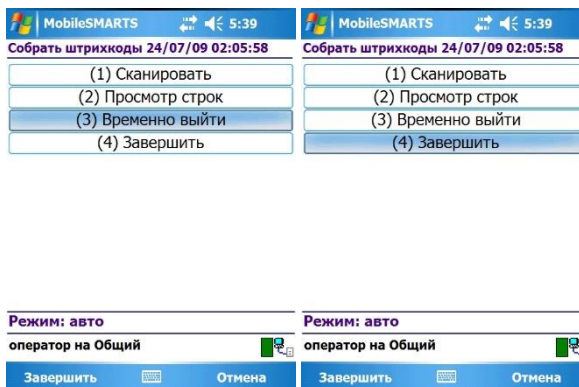 MobileSMARTS 5:39
Собрать штрихкоды 24/07/09 02:05:58
(1) Сканировать
(2) Просмотр строк
(3) Временно выйти
(4) Завершить
Режим: авто
оператор на Общий
Завершить Отмена
MobileSMARTS 5:39
Собрать штрихкоды 24/07/09 02:05:58
(1) Сканировать
(2) Просмотр строк
(3) Временно выйти
(4) Завершить
Режим: авто
оператор на Общий
Завершить Отмена